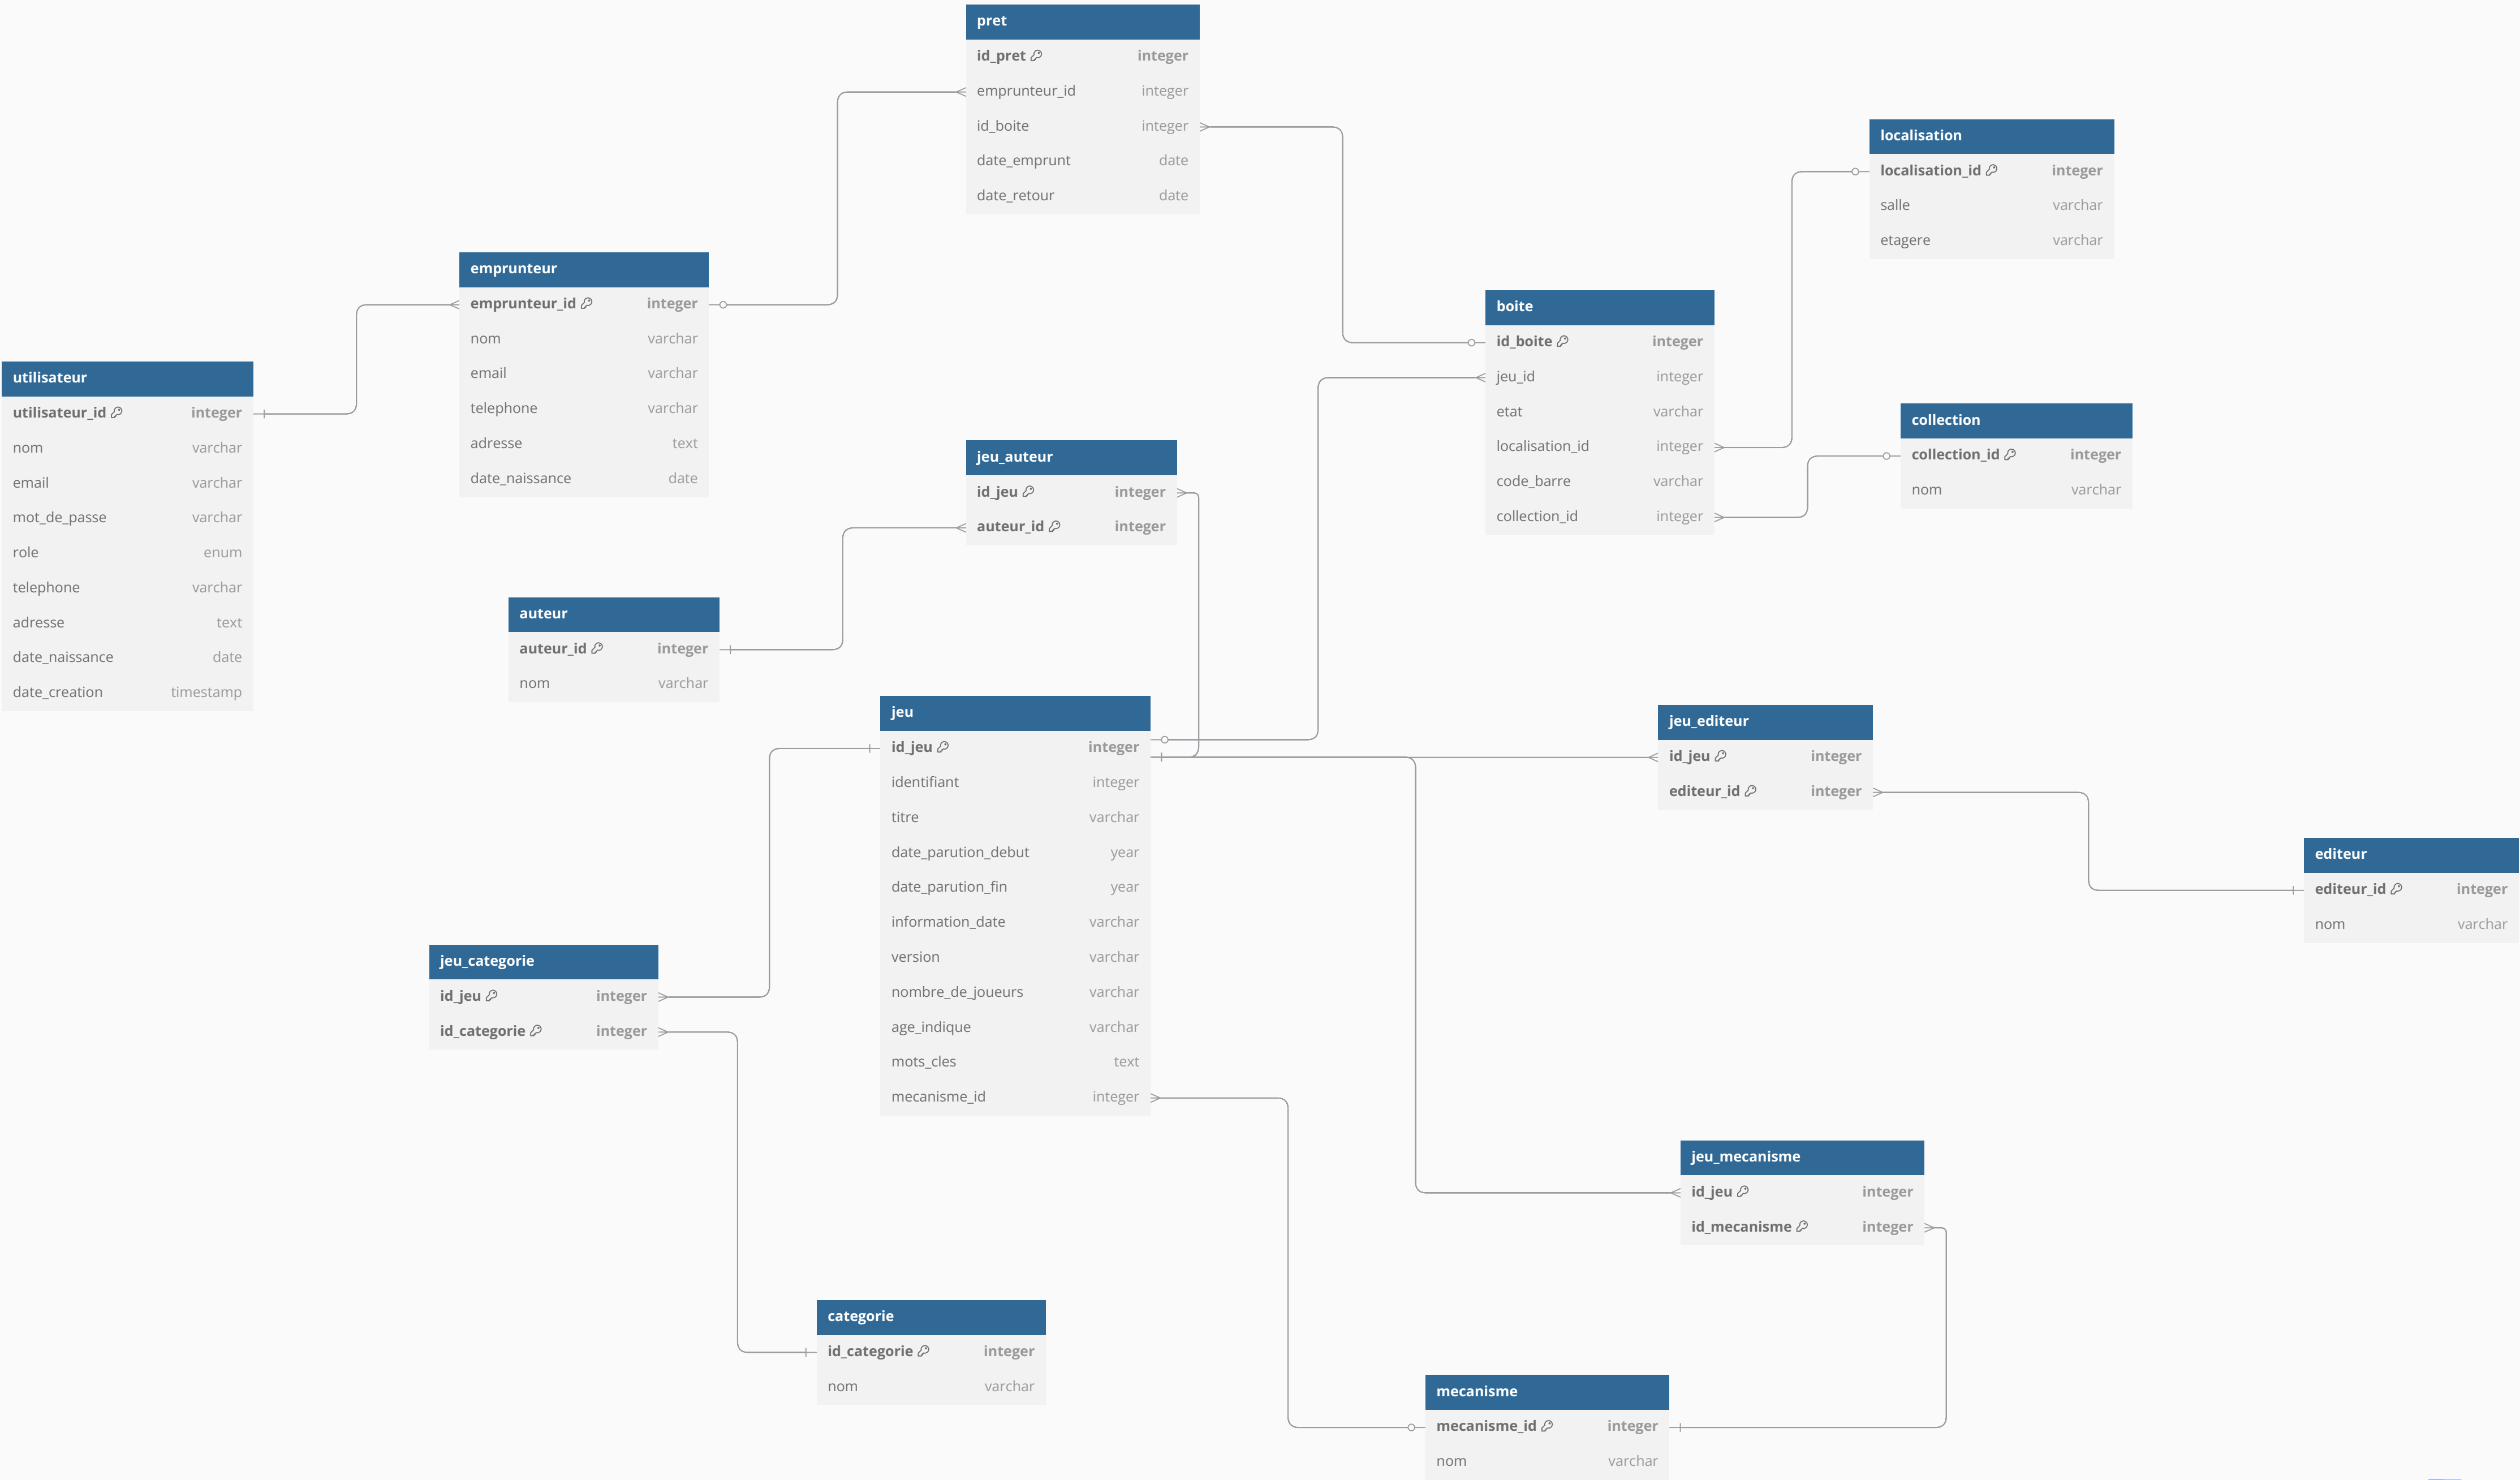 pret
id_pret integer
emprunteur_id integer
id_boite integer
date_emprunt date
date_retour date
localisation
localisation_id integer
salle varchar
etagere varchar
emprunteur
emprunteur_id integer
nom varchar
email varchar
telephone varchar
adresse text
date_naissance date
boite
id_boite integer
jeu_id integer
etat varchar
localisation_id integer
code_barre varchar
collection_id integer
utilisateur
utilisateur_id integer
nom varchar
email varchar
mot_de_passe varchar
role enum
telephone varchar
adresse text
date_naissance date
date_creation timestamp
collection
collection_id integer
nom varchar
jeu_auteur
id_jeu integer
auteur_id integer
auteur
auteur_id integer
nom varchar
jeu
id_jeu integer
identifiant integer
titre varchar
date_parution_debut year
date_parution_fin year
information_date varchar
version varchar
nombre_de_joueurs varchar
age_indique varchar
mots_cles text
mecanisme_id integer
jeu_editeur
id_jeu integer
editeur_id integer
editeur
editeur_id integer
nom varchar
jeu_categorie
id_jeu integer
id_categorie integer
jeu_mecanisme
id_jeu integer
id_mecanisme integer
categorie
id_categorie integer
nom varchar
mecanisme
mecanisme_id integer
nom varchar